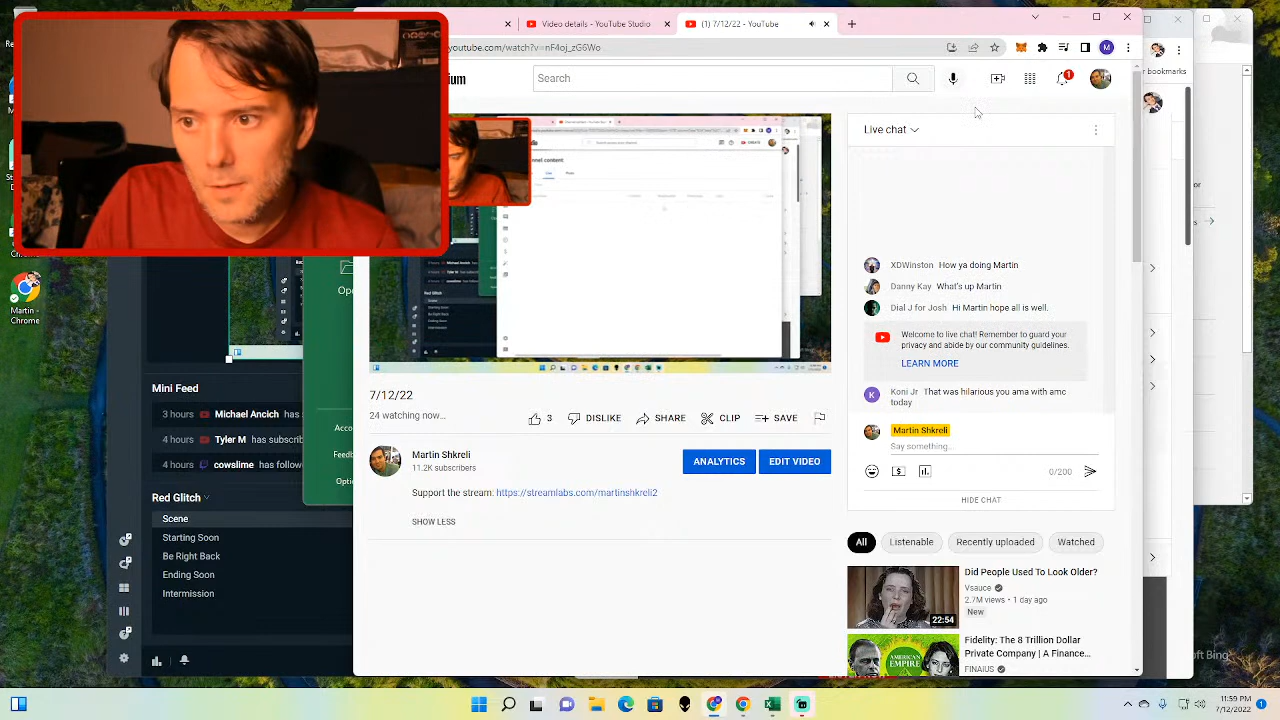 Video details - YouTube Studio
(1) 7/12/22 - YouTube
youtube.com/watch?v=nF4oj_zG6Wo
Search
1
M
Live chat
NDWinston How ya doing Martin
Danny Kay What's up Martin
trial J for Josh hi Martin hope all is well
Welcome to live chat! Remember to guard your
privacy and abide by our community guidelines.
LEARN MORE
K
Koni Jr That was hilarious you ama with amc
today
Martin Shkreli
Say something...
0/200
HIDE CHAT
7/12/22
24 watching now...
3
DISLIKE
SHARE
CLIP
SAVE
Martin Shkreli
11.2K subscribers
ANALYTICS
EDIT VIDEO
Support the stream: https://streamlabs.com/martinshkreli2
SHOW LESS
All
Listenable
Recently uploaded
Watched
Did People Used To Look Older?
Vsauce
2.7M views • 1 day ago
New
22:54
Fidelity: The 8 Trillion Dollar
Private Company | A Finance...
FINAiUS
AMERICAN
EMPIRE
Martin -
Chrome
Mini Feed
3 hours Michael Ancich has
4 hours Tyler M has subscrib
4 hours cowslime has follow
Red Glitch
Scene
Starting Soon
Be Right Back
Ending Soon
Intermission
11:59 PM
7/12/2022